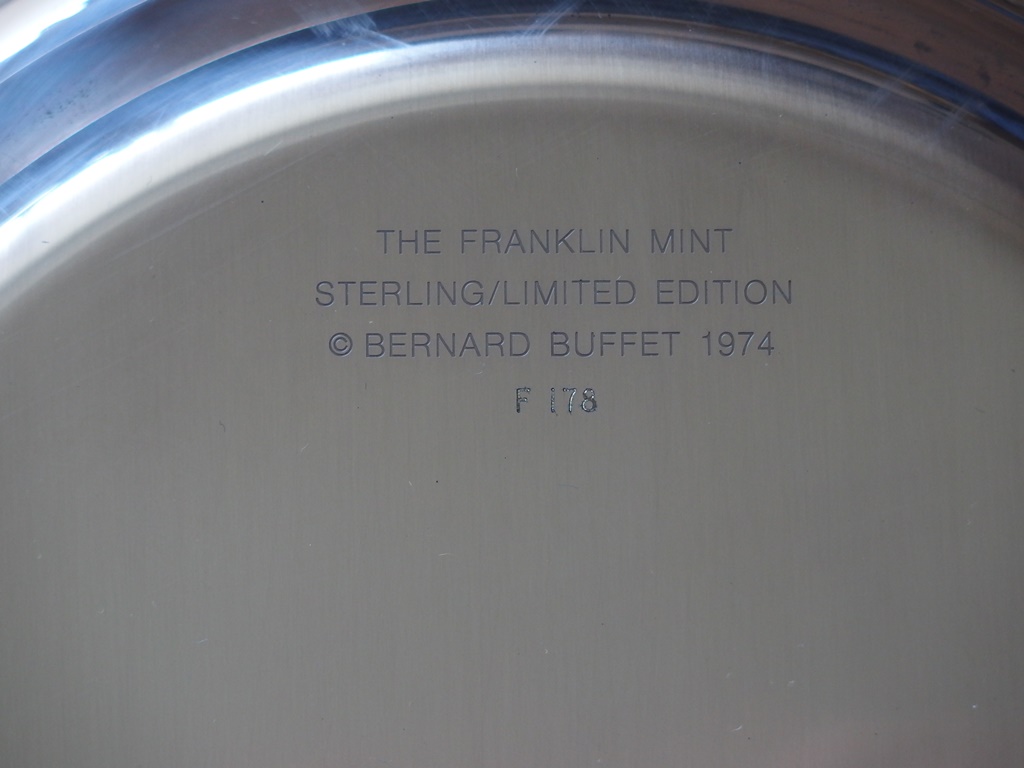 THE FRANKLIN MINT
STERLING/LIMITED EDITION
© BERNARD BUFFET 1974
F 178